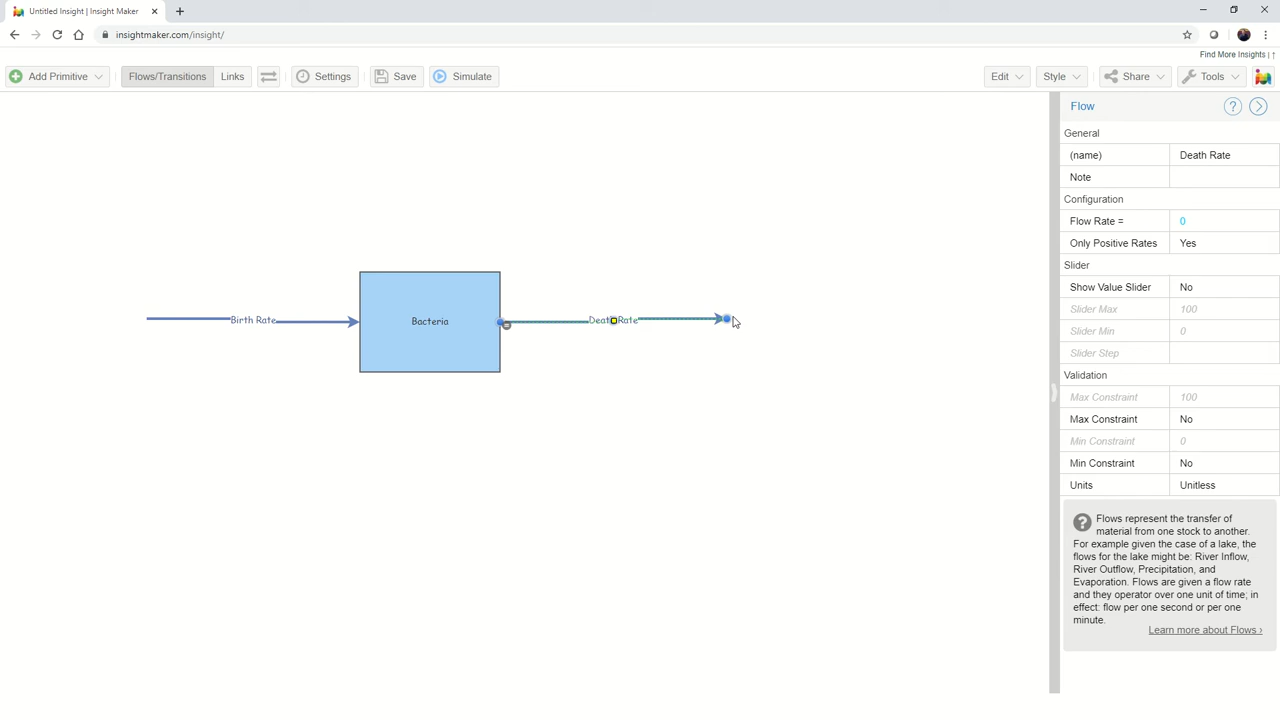 Untitled Insight | Insight Maker
insightmaker.com/insight/
Find More Insights | ↑
Add Primitive
Flows/Transitions
Links
Settings
Save
Simulate
Edit
Style
Share
Tools
Birth Rate
Bacteria
Death Rate
Flow
General
(name) Death Rate
Note
Configuration
Flow Rate = 0
Only Positive Rates Yes
Slider
Show Value Slider No
Slider Max 100
Slider Min 0
Slider Step
Validation
Max Constraint 100
Max Constraint No
Min Constraint 0
Min Constraint No
Units Unitless
Flows represent the transfer of
material from one stock to another.
For example given the case of a lake, the
flows for the lake might be: River Inflow,
River Outflow, Precipitation, and
Evaporation. Flows are given a flow rate
and they operator over one unit of time; in
effect: flow per one second or per one
minute.
Learn more about Flows ›